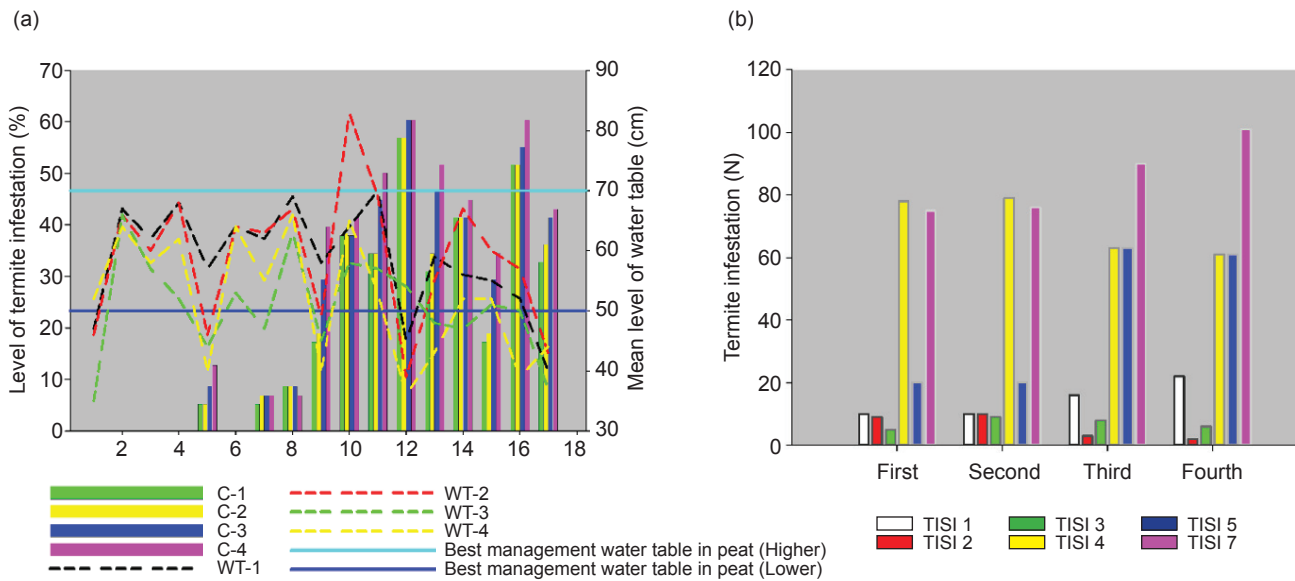 (a)
(b)
Level of termite infestation (%)
70
60
50
40
30
20
10
0
2 4 6 8 10 12 14 16 18
90
80
70
60
50
40
30
Mean level of water table (cm)
C-1
C-2
C-3
C-4
WT-1
WT-2
WT-3
WT-4
Best management water table in peat (Higher)
Best management water table in peat (Lower)
Termite infestation (N)
120
100
80
60
40
20
0
First Second Third Fourth
TISI 1 TISI 3 TISI 5
TISI 2 TISI 4 TISI 7